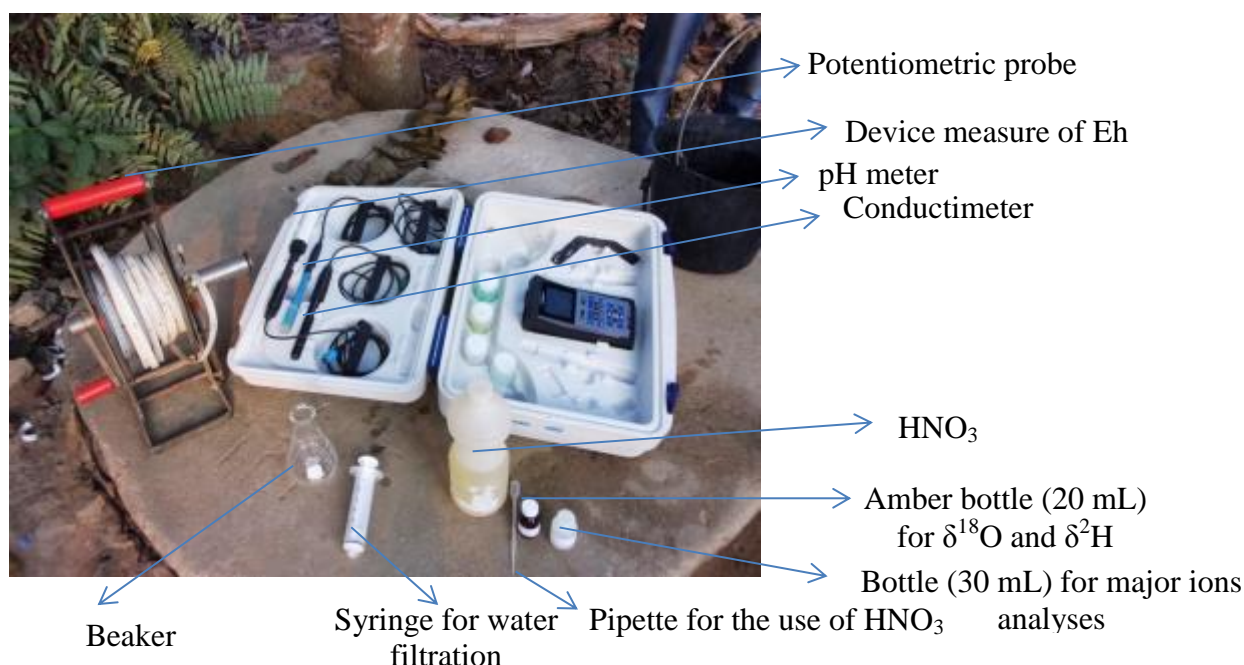 Potentiometric probe
Device measure of Eh
pH meter
Conductimeter
HNO₃
Amber bottle (20 mL)
for δ¹⁸O and δ²H
Bottle (30 mL) for major ions
analyses
Pipette for the use of HNO₃
Syringe for water
filtration
Beaker